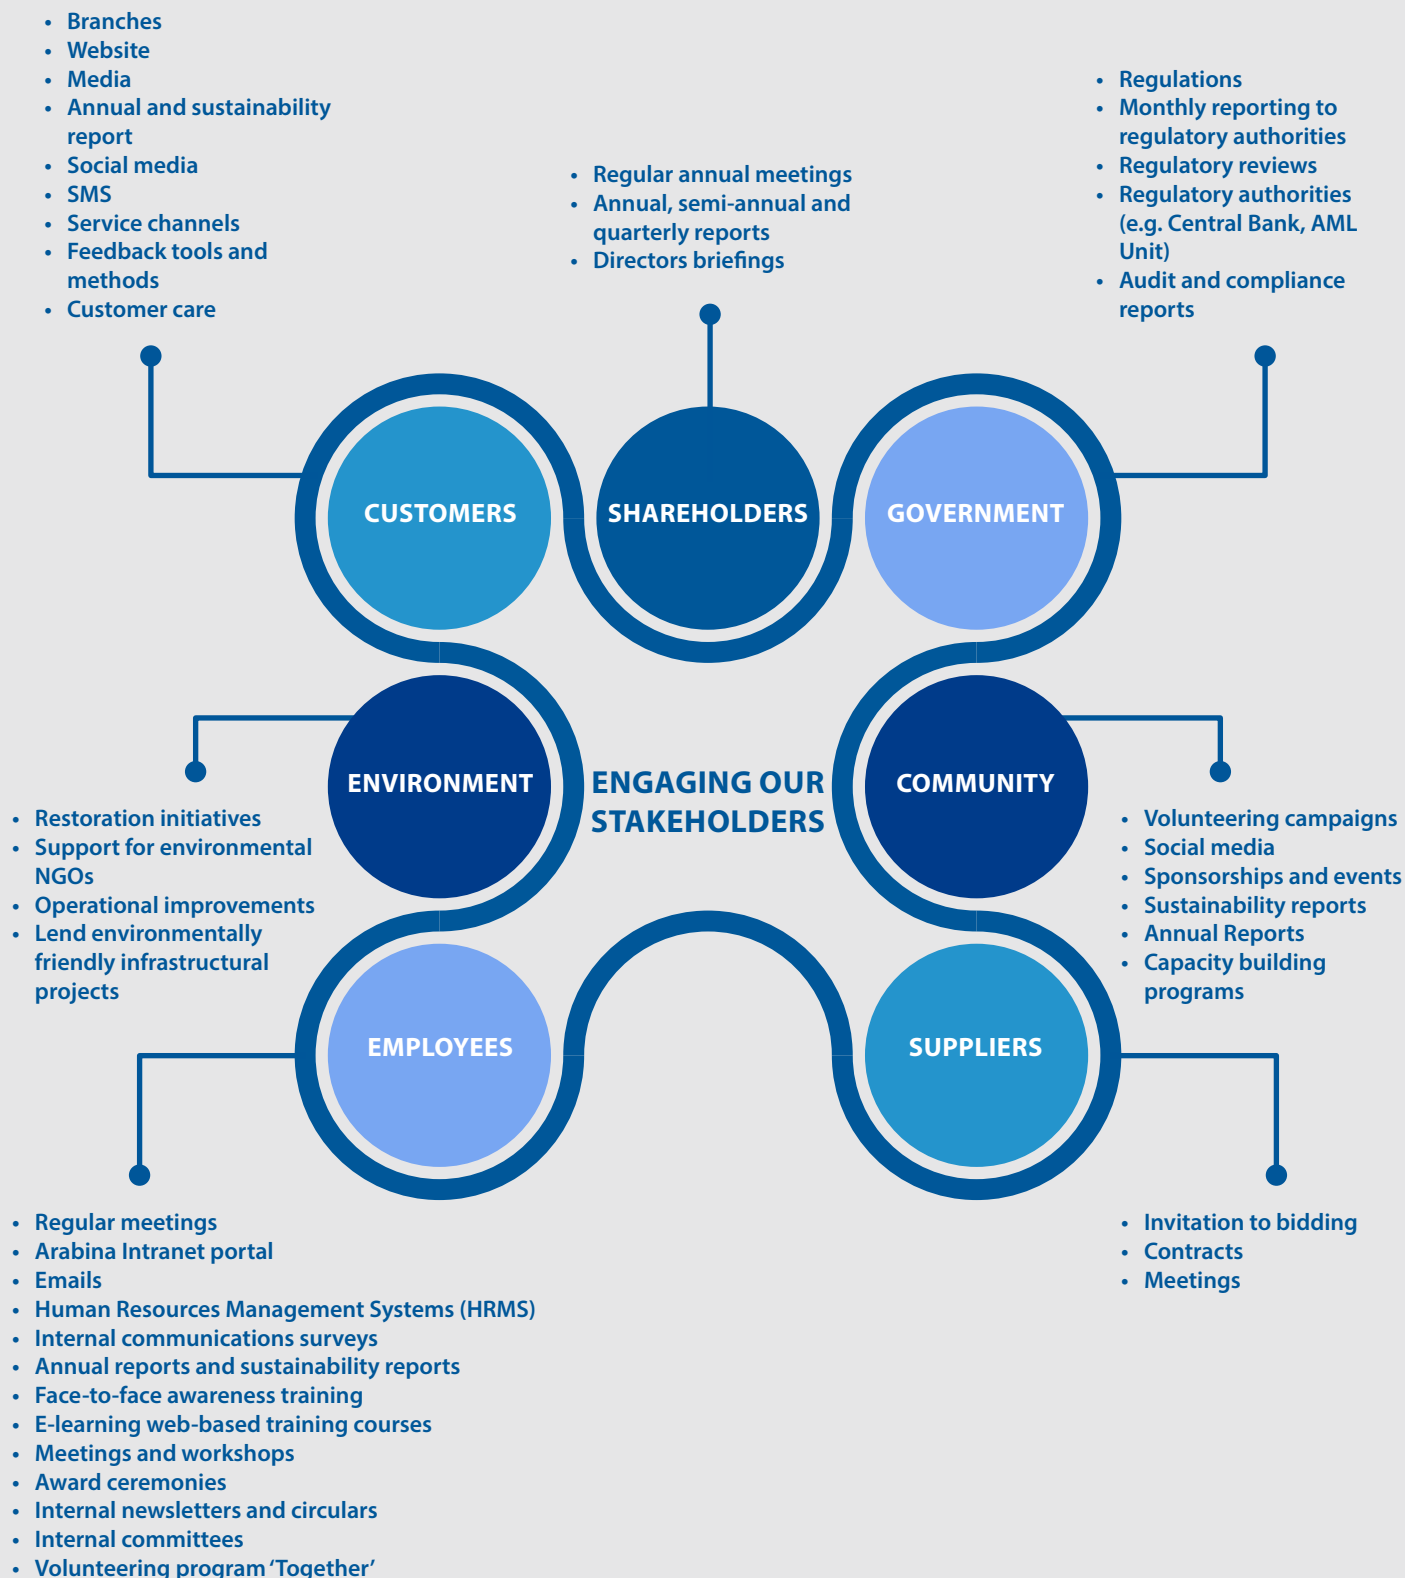 • Branches
• Website
• Media
• Annual and sustainability
report
• Social media
• SMS
• Service channels
• Feedback tools and
methods
• Customer care
• Regular annual meetings
• Annual, semi-annual and
quarterly reports
• Directors briefings
• Regulations
• Monthly reporting to
regulatory authorities
• Regulatory reviews
• Regulatory authorities
(e.g. Central Bank, AML
Unit)
• Audit and compliance
reports
CUSTOMERS
SHAREHOLDERS
GOVERNMENT
ENVIRONMENT
ENGAGING OUR
STAKEHOLDERS
COMMUNITY
• Restoration initiatives
• Support for environmental
NGOs
• Operational improvements
• Lend environmentally
friendly infrastructural
projects
• Volunteering campaigns
• Social media
• Sponsorships and events
• Sustainability reports
• Annual Reports
• Capacity building
programs
EMPLOYEES
SUPPLIERS
• Regular meetings
• Arabina Intranet portal
• Emails
• Human Resources Management Systems (HRMS)
• Internal communications surveys
• Annual reports and sustainability reports
• Face-to-face awareness training
• E-learning web-based training courses
• Meetings and workshops
• Award ceremonies
• Internal newsletters and circulars
• Internal committees
• Volunteering program ‘Together’
• Invitation to bidding
• Contracts
• Meetings